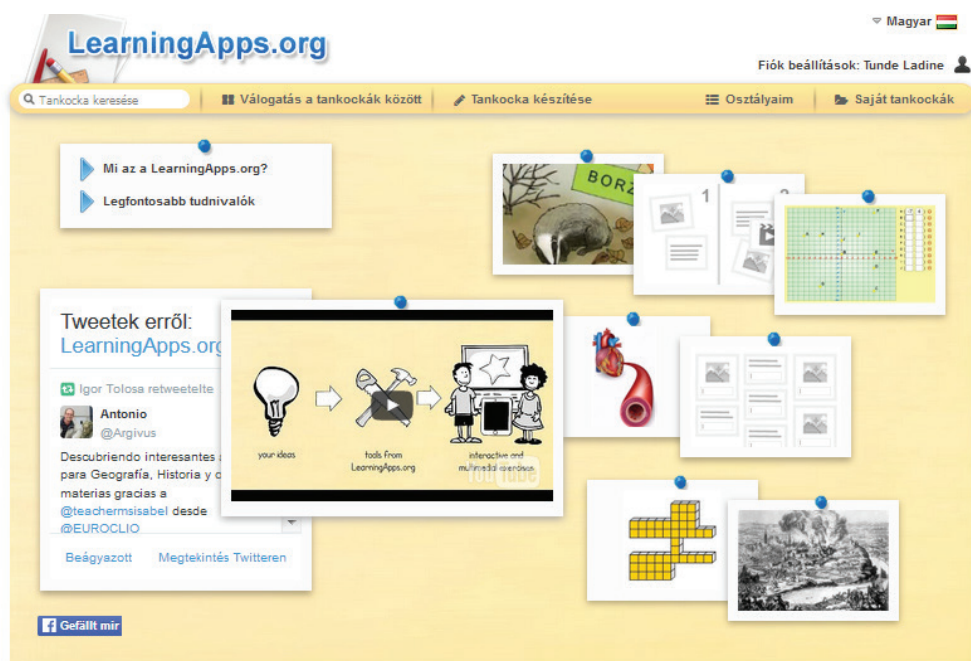 LearningApps.org
Magyar
Fiók beállítások: Tunde Ladine
Tankocka keresése
Válogatás a tankockák között
Tankocka készítése
Osztályaim
Saját tankockák
Mi az a LearningApps.org?
Legfontosabb tudnivalók
BORZ
1
Tweetek erről:
LearningApps.org
Igor Tolosa retweetelte
Antonio
@Argivus
Descubriendo interesantes
para Geografía, Historia y
materias gracias a
@teachermsisabel desde
@EUROCLIO
Beágyazott
Megtekintés Twitteren
your ideas
tools from
LearningApps.org
interactive and
multimedial exercises
YouTube
Gefällt mir